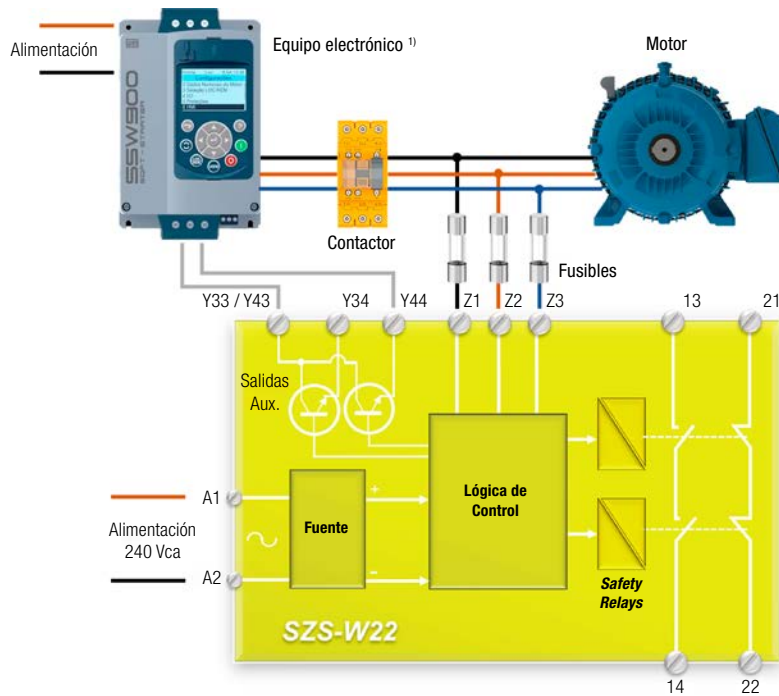 Alimentación
Equipo electrónico 1)
Motor
SSW900
SOFT-STARTER
Configuraciones
Contactor
Fusibles
Y33 / Y43
Y34
Y44
Z1
Z2
Z3
13
21
Salidas
Aux.
A1
Alimentación
240 Vca
A2
Fuente
+
–
Lógica de
Control
Safety
Relays
SZS-W22
14
22